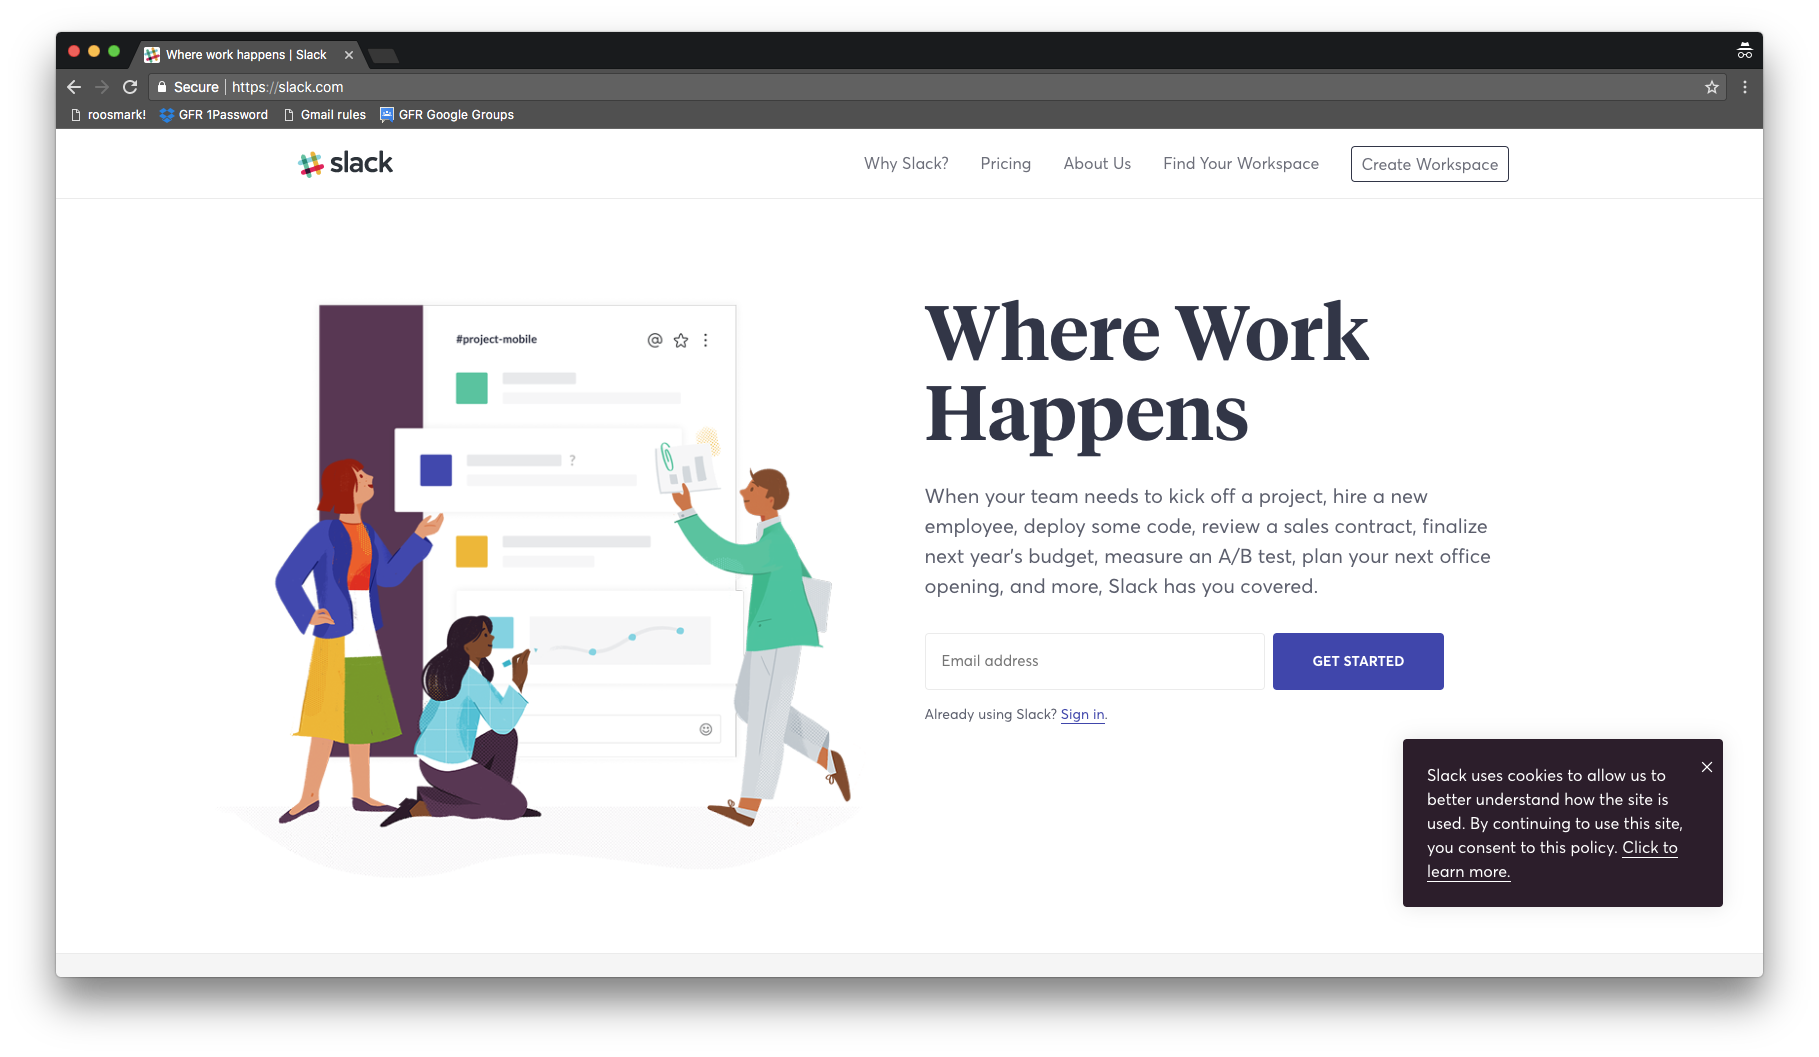 Where work happens | Slack
Secure | https://slack.com
roosmark! GFR 1Password Gmail rules GFR Google Groups
slack
Why Slack? Pricing About Us Find Your Workspace Create Workspace
#project-mobile
?
Where Work
Happens
When your team needs to kick off a project, hire a new
employee, deploy some code, review a sales contract, finalize
next year's budget, measure an A/B test, plan your next office
opening, and more, Slack has you covered.
Email address GET STARTED
Already using Slack? Sign in.
Slack uses cookies to allow us to
better understand how the site is
used. By continuing to use this site,
you consent to this policy. Click to
learn more.